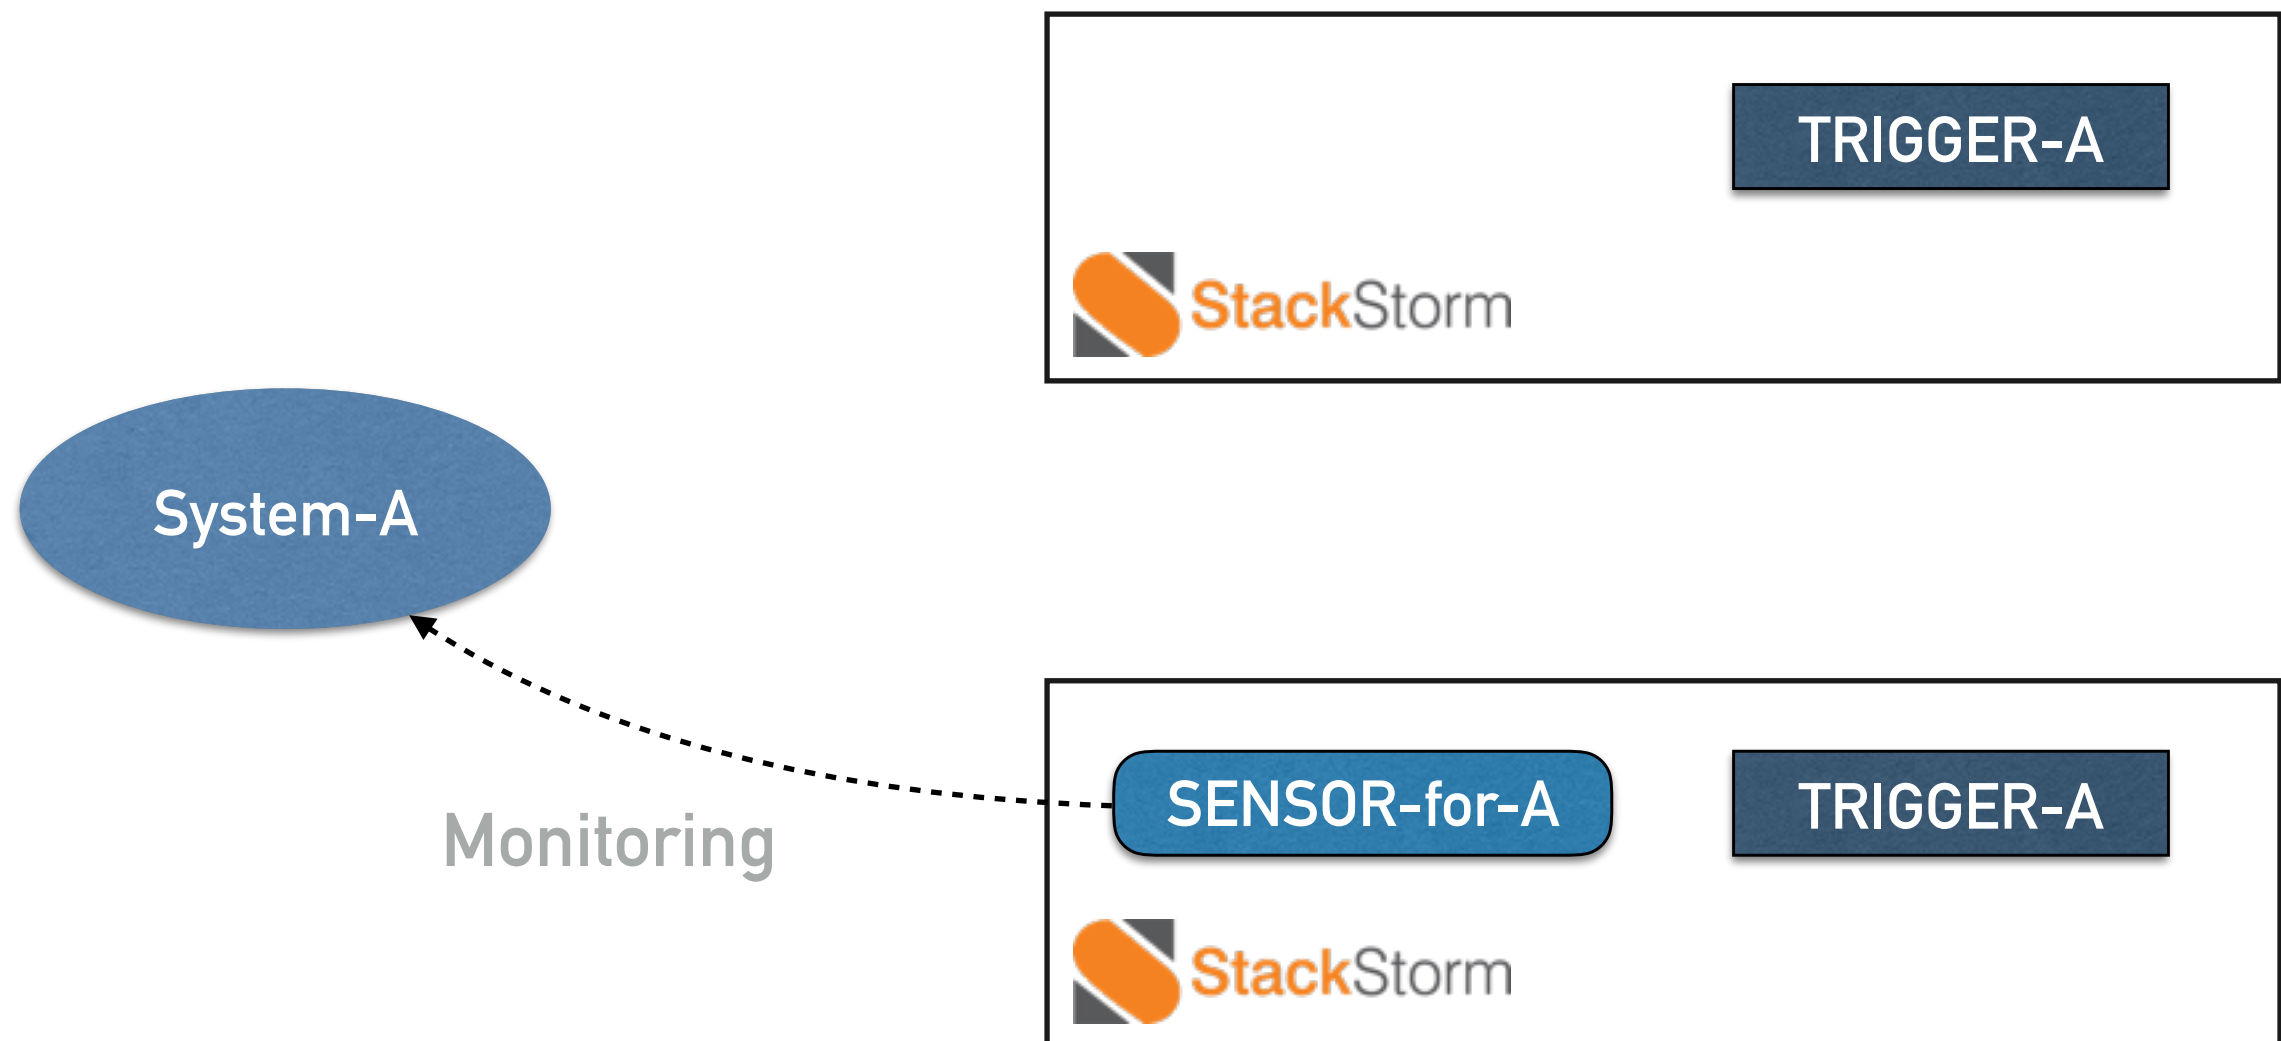 TRIGGER-A
StackStorm
System-A
SENSOR-for-A
TRIGGER-A
Monitoring
StackStorm